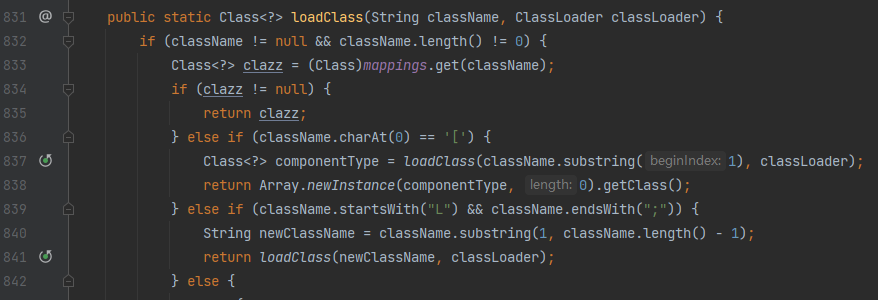 831 @ public static Class<?> loadClass(String className, ClassLoader classLoader) {
832 if (className != null && className.length() != 0) {
833 Class<?> clazz = (Class)mappings.get(className);
834 if (clazz != null) {
835 return clazz;
836 } else if (className.charAt(0) == '[') {
837 Class<?> componentType = loadClass(className.substring( beginIndex: 1), classLoader);
838 return Array.newInstance(componentType, length: 0).getClass();
839 } else if (className.startsWith("L") && className.endsWith(";")) {
840 String newClassName = className.substring(1, className.length() - 1);
841 return loadClass(newClassName, classLoader);
842 } else {